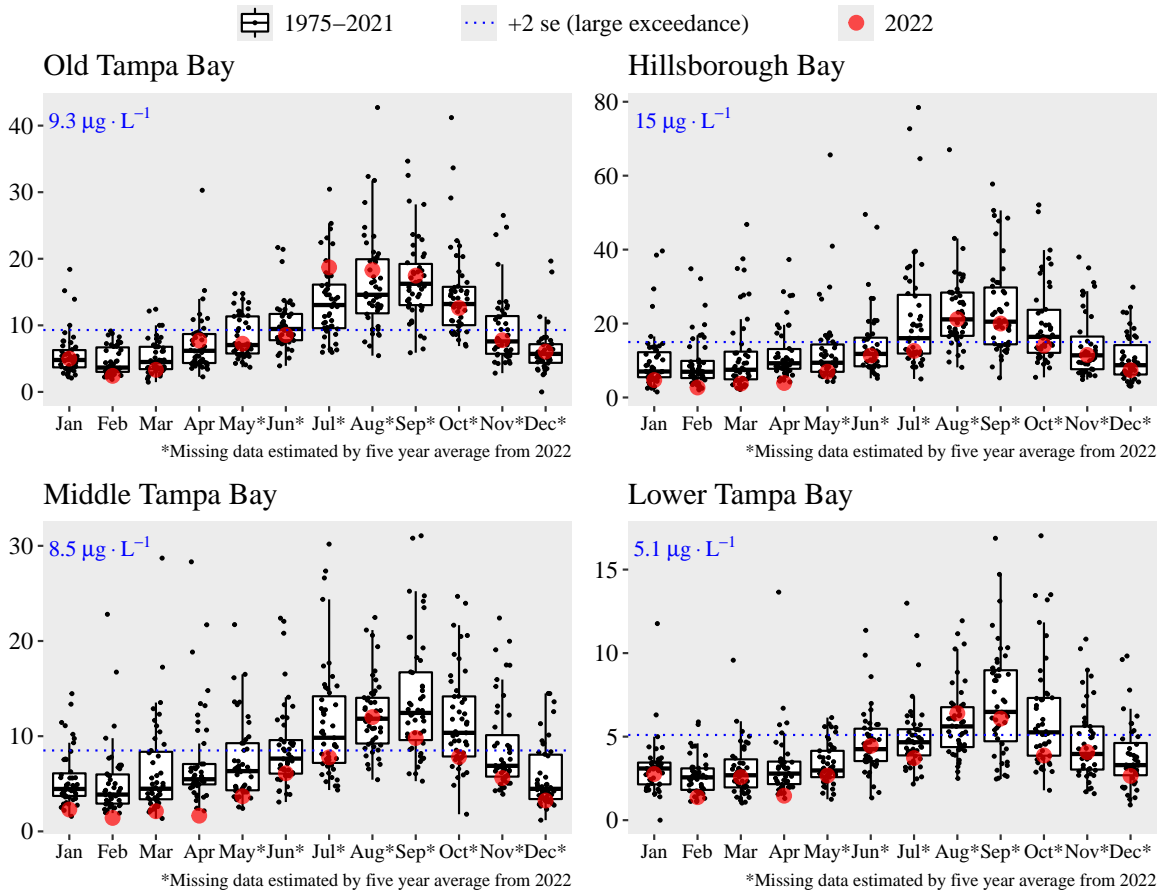 1975–2021 +2 se (large exceedance) 2022
Old Tampa Bay
9.3 µg · L⁻¹
40
30
20
10
0
Jan Feb Mar Apr May* Jun* Jul* Aug* Sep* Oct* Nov* Dec*
*Missing data estimated by five year average from 2022
Hillsborough Bay
15 µg · L⁻¹
80
60
40
20
0
Jan Feb Mar Apr May* Jun* Jul* Aug* Sep* Oct* Nov* Dec*
*Missing data estimated by five year average from 2022
Middle Tampa Bay
8.5 µg · L⁻¹
30
20
10
0
Jan Feb Mar Apr May* Jun* Jul* Aug* Sep* Oct* Nov* Dec*
*Missing data estimated by five year average from 2022
Lower Tampa Bay
5.1 µg · L⁻¹
15
10
5
0
Jan Feb Mar Apr May* Jun* Jul* Aug* Sep* Oct* Nov* Dec*
*Missing data estimated by five year average from 2022